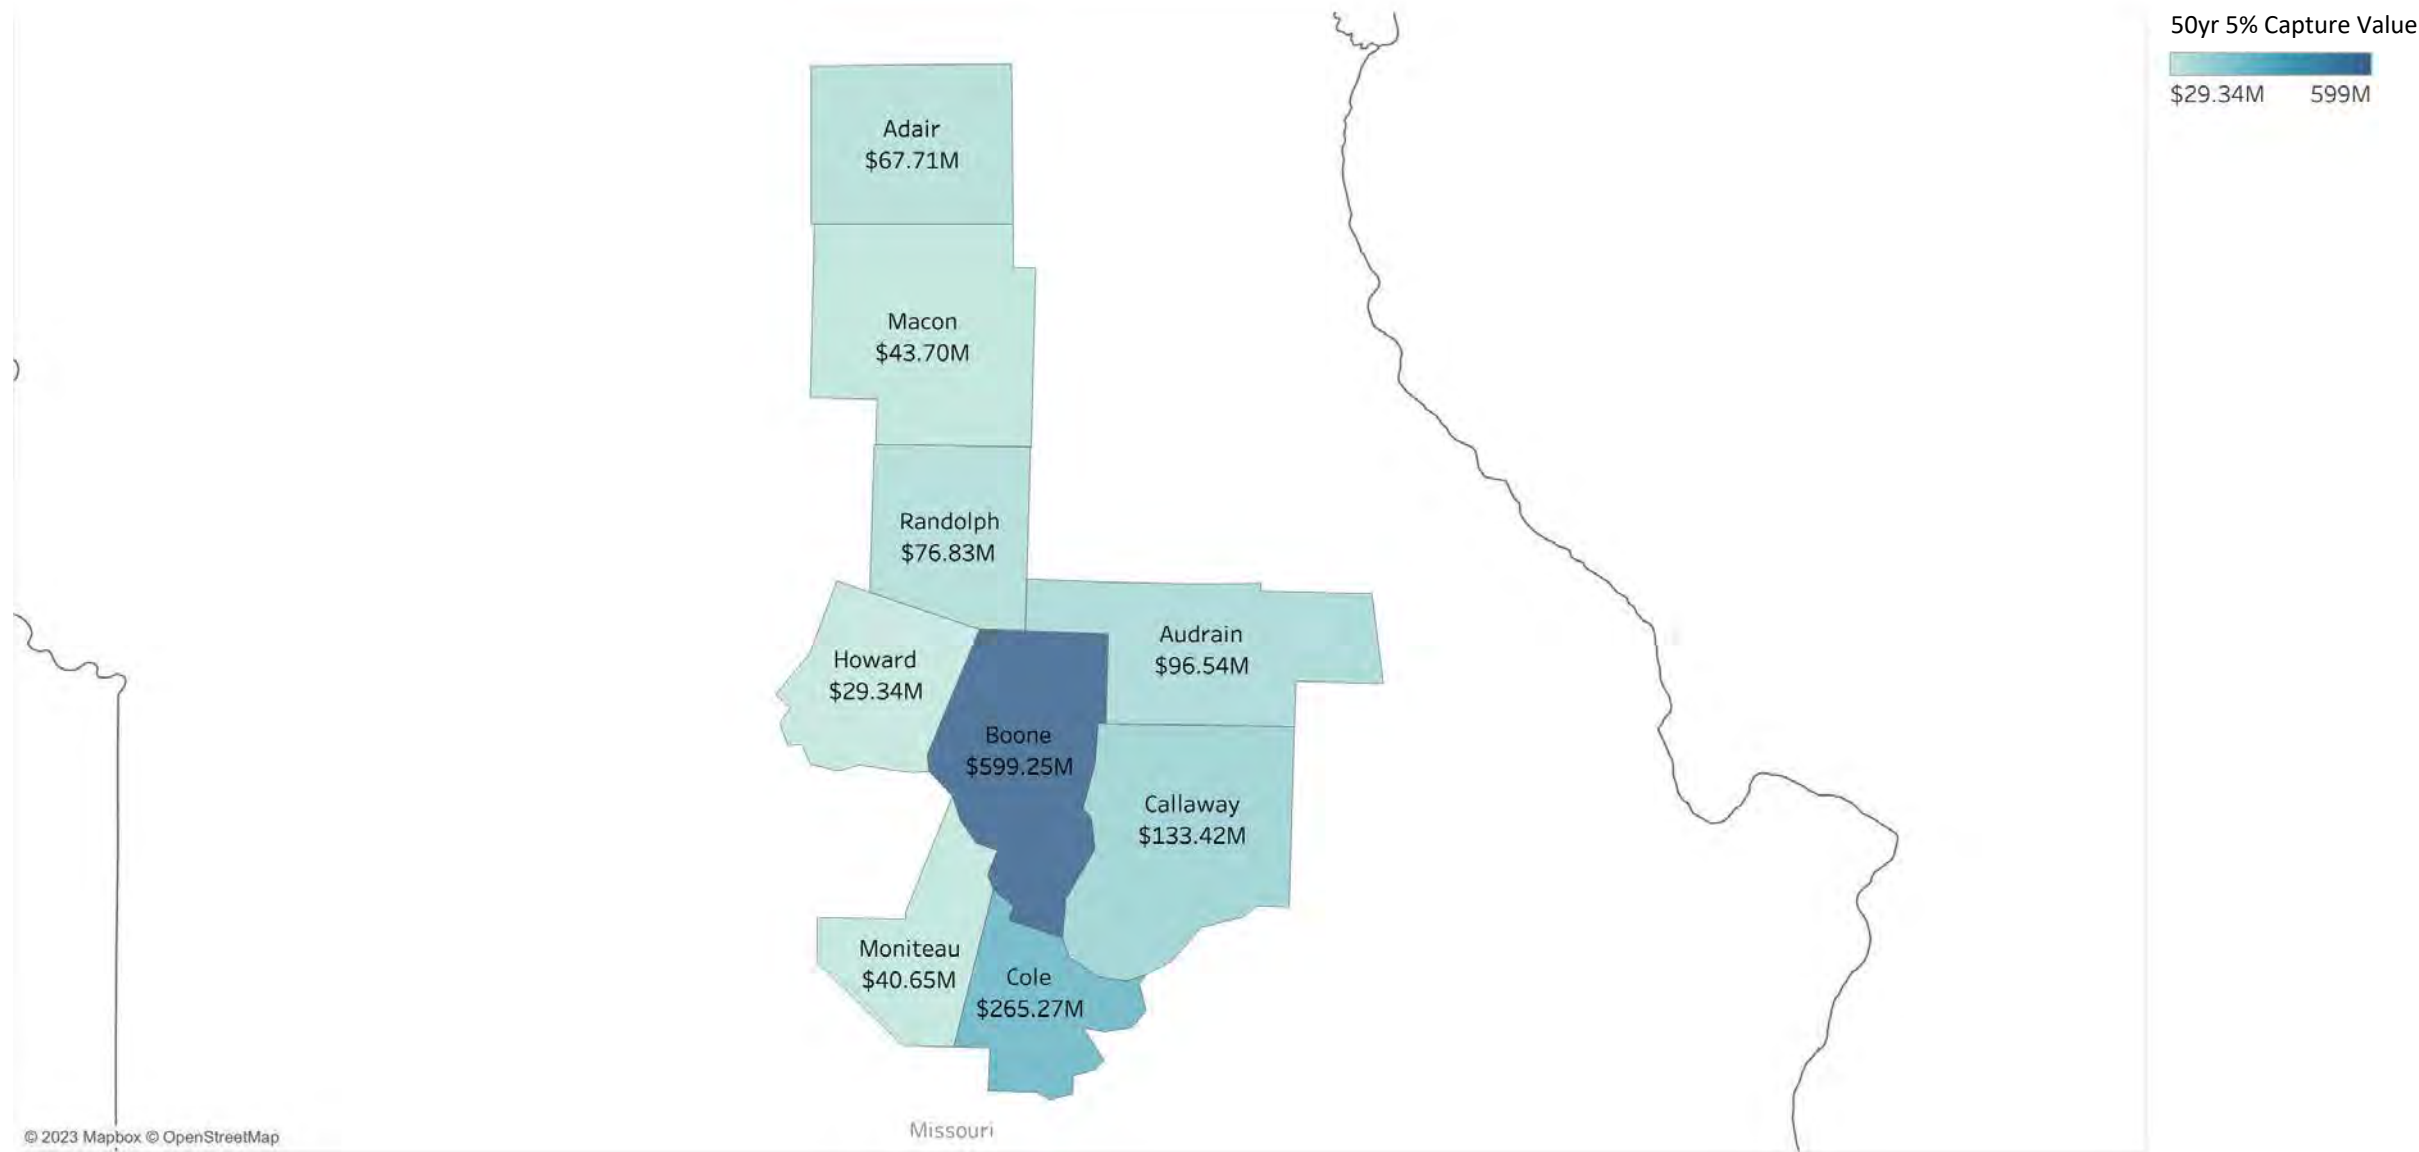 50yr 5% Capture Value
$29.34M 599M
Adair
$67.71M
Macon
$43.70M
Randolph
$76.83M
Howard
$29.34M
Audrain
$96.54M
Boone
$599.25M
Callaway
$133.42M
Moniteau
$40.65M
Cole
$265.27M
Missouri
© 2023 Mapbox © OpenStreetMap